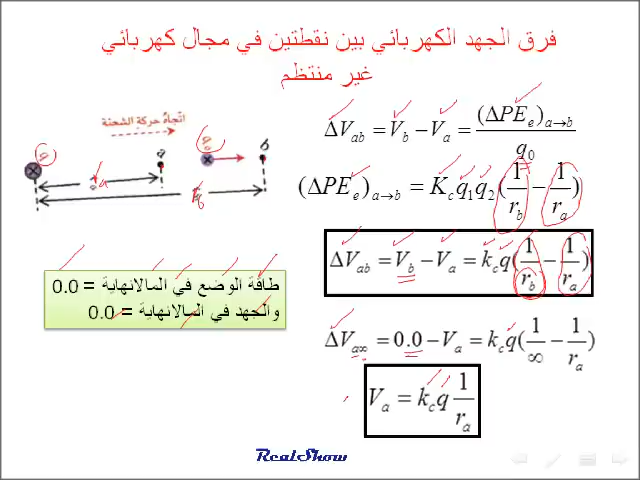 فرق الجهد الكهربائي بين نقطتين في مجال كهربائي
غير منتظم
اتجاه حركة الشحنة
a
b
ΔV_ab = V_b − V_a = (ΔPE_e)_a→b / q_0
(ΔPE_e)_a→b = K_c q_1 q_2 (1/r_b − 1/r_a)
ΔV_ab = V_b − V_a = k_c q (1/r_b − 1/r_a)
طاقة الوضع في المالانهاية = 0.0
والجهد في المالانهاية = 0.0
ΔV_a∞ = 0.0 − V_a = k_c q (1/∞ − 1/r_a)
V_a = k_c q 1/r_a
RealShow